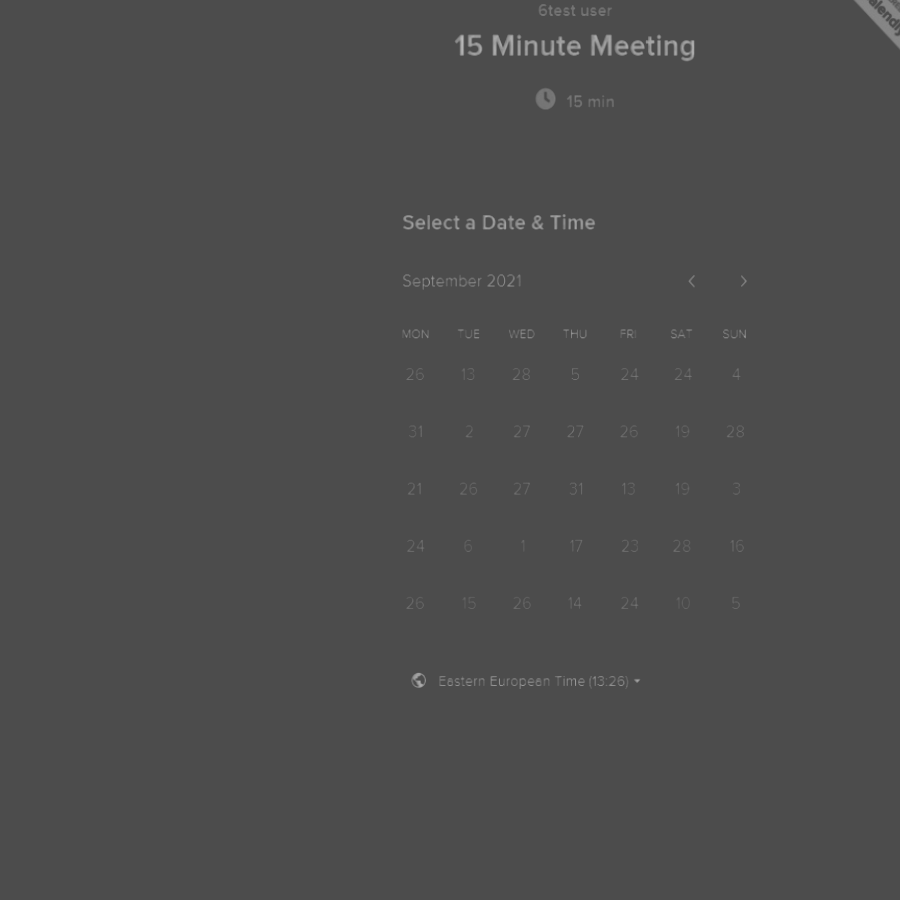 6test user
15 Minute Meeting
15 min
Select a Date & Time
September 2021
MON TUE WED THU FRI SAT SUN
26 13 28 5 24 24 4
31 2 27 27 26 19 28
21 26 27 31 13 19 3
24 6 1 17 23 28 16
26 15 26 14 24 10 5
Eastern European Time (13:26)